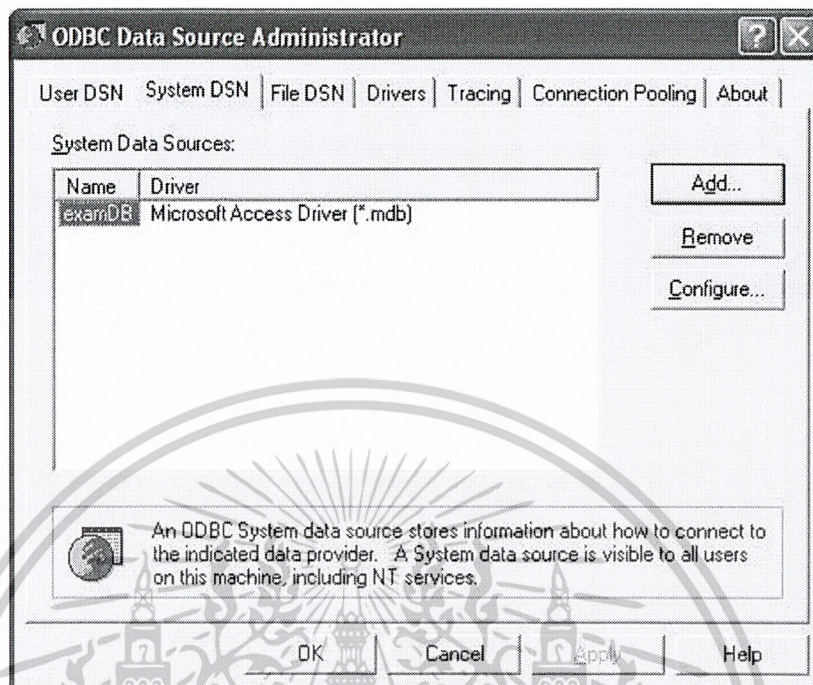 ODBC Data Source Administrator
User DSN System DSN File DSN Drivers Tracing Connection Pooling About
System Data Sources:
Name Driver
examDB Microsoft Access Driver (*.mdb)
Add...
Remove
Configure...
An ODBC System data source stores information about how to connect to
the indicated data provider. A System data source is visible to all users
on this machine, including NT services.
OK Cancel Apply Help